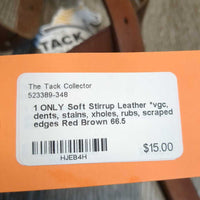 TACK
The Tack Collector
523389-348
1 ONLY Soft Stirrup Leather *vgc,
dents, stains, xholes, rubs, scraped
edges Red Brown 66.5
HJEB4H
$15.00